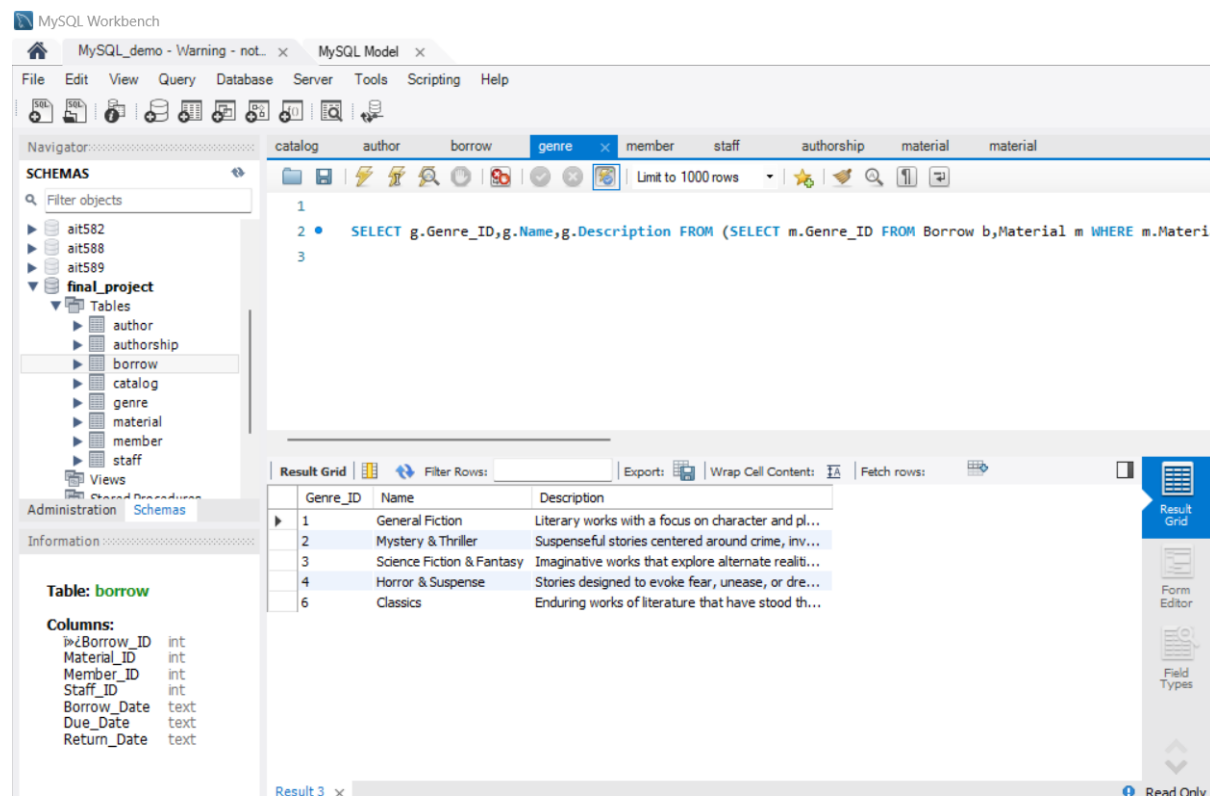 MySQL Workbench
MySQL_demo - Warning - not... × MySQL Model ×
File Edit View Query Database Server Tools Scripting Help
Navigator
SCHEMAS
Filter objects
ait582
ait588
ait589
final_project
Tables
author
authorship
borrow
catalog
genre
material
member
staff
Views
Stored Procedures
Administration Schemas
Information
Table: borrow
Columns:
ï»¿Borrow_ID int
Material_ID int
Member_ID int
Staff_ID int
Borrow_Date text
Due_Date text
Return_Date text
catalog author borrow genre × member staff authorship material material
Limit to 1000 rows
1
2 SELECT g.Genre_ID,g.Name,g.Description FROM (SELECT m.Genre_ID FROM Borrow b,Material m WHERE m.Materi
3
Result Grid Filter Rows: Export: Wrap Cell Content: IA Fetch rows:
Genre_ID Name Description
1 General Fiction Literary works with a focus on character and pl...
2 Mystery & Thriller Suspenseful stories centered around crime, inv...
3 Science Fiction & Fantasy Imaginative works that explore alternate realiti...
4 Horror & Suspense Stories designed to evoke fear, unease, or dre...
6 Classics Enduring works of literature that have stood th...
Result
Grid
Form
Editor
Field
Types
Result 3 × Read Only